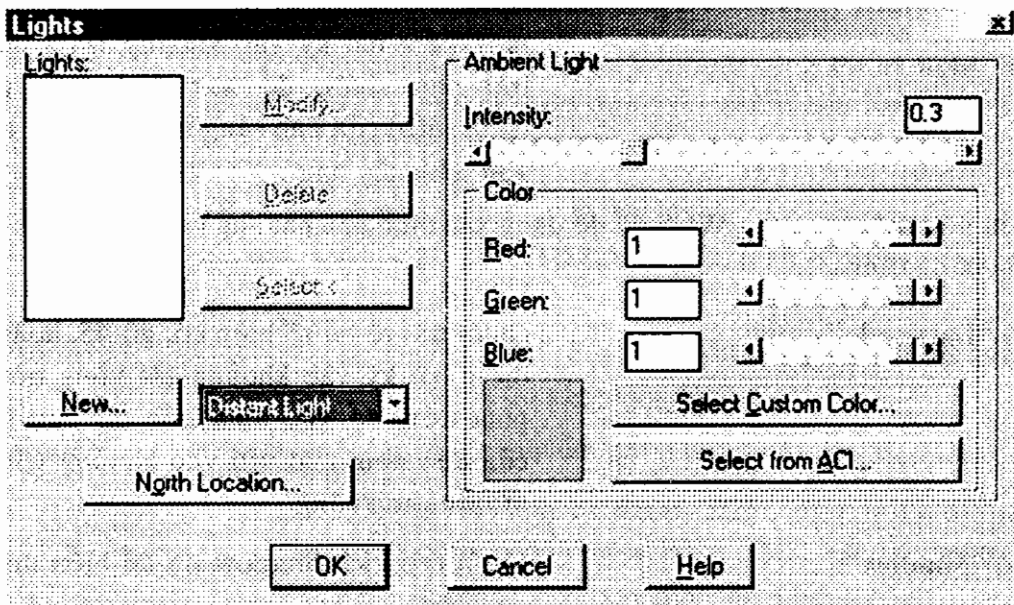 Lights
Lights:
Modify...
Delete
Select <
New...
Distant Light
North Location...
Ambient Light
Intensity:
0.3
Color
Red:
1
Green:
1
Blue:
1
Select Custom Color...
Select from ACI...
OK
Cancel
Help